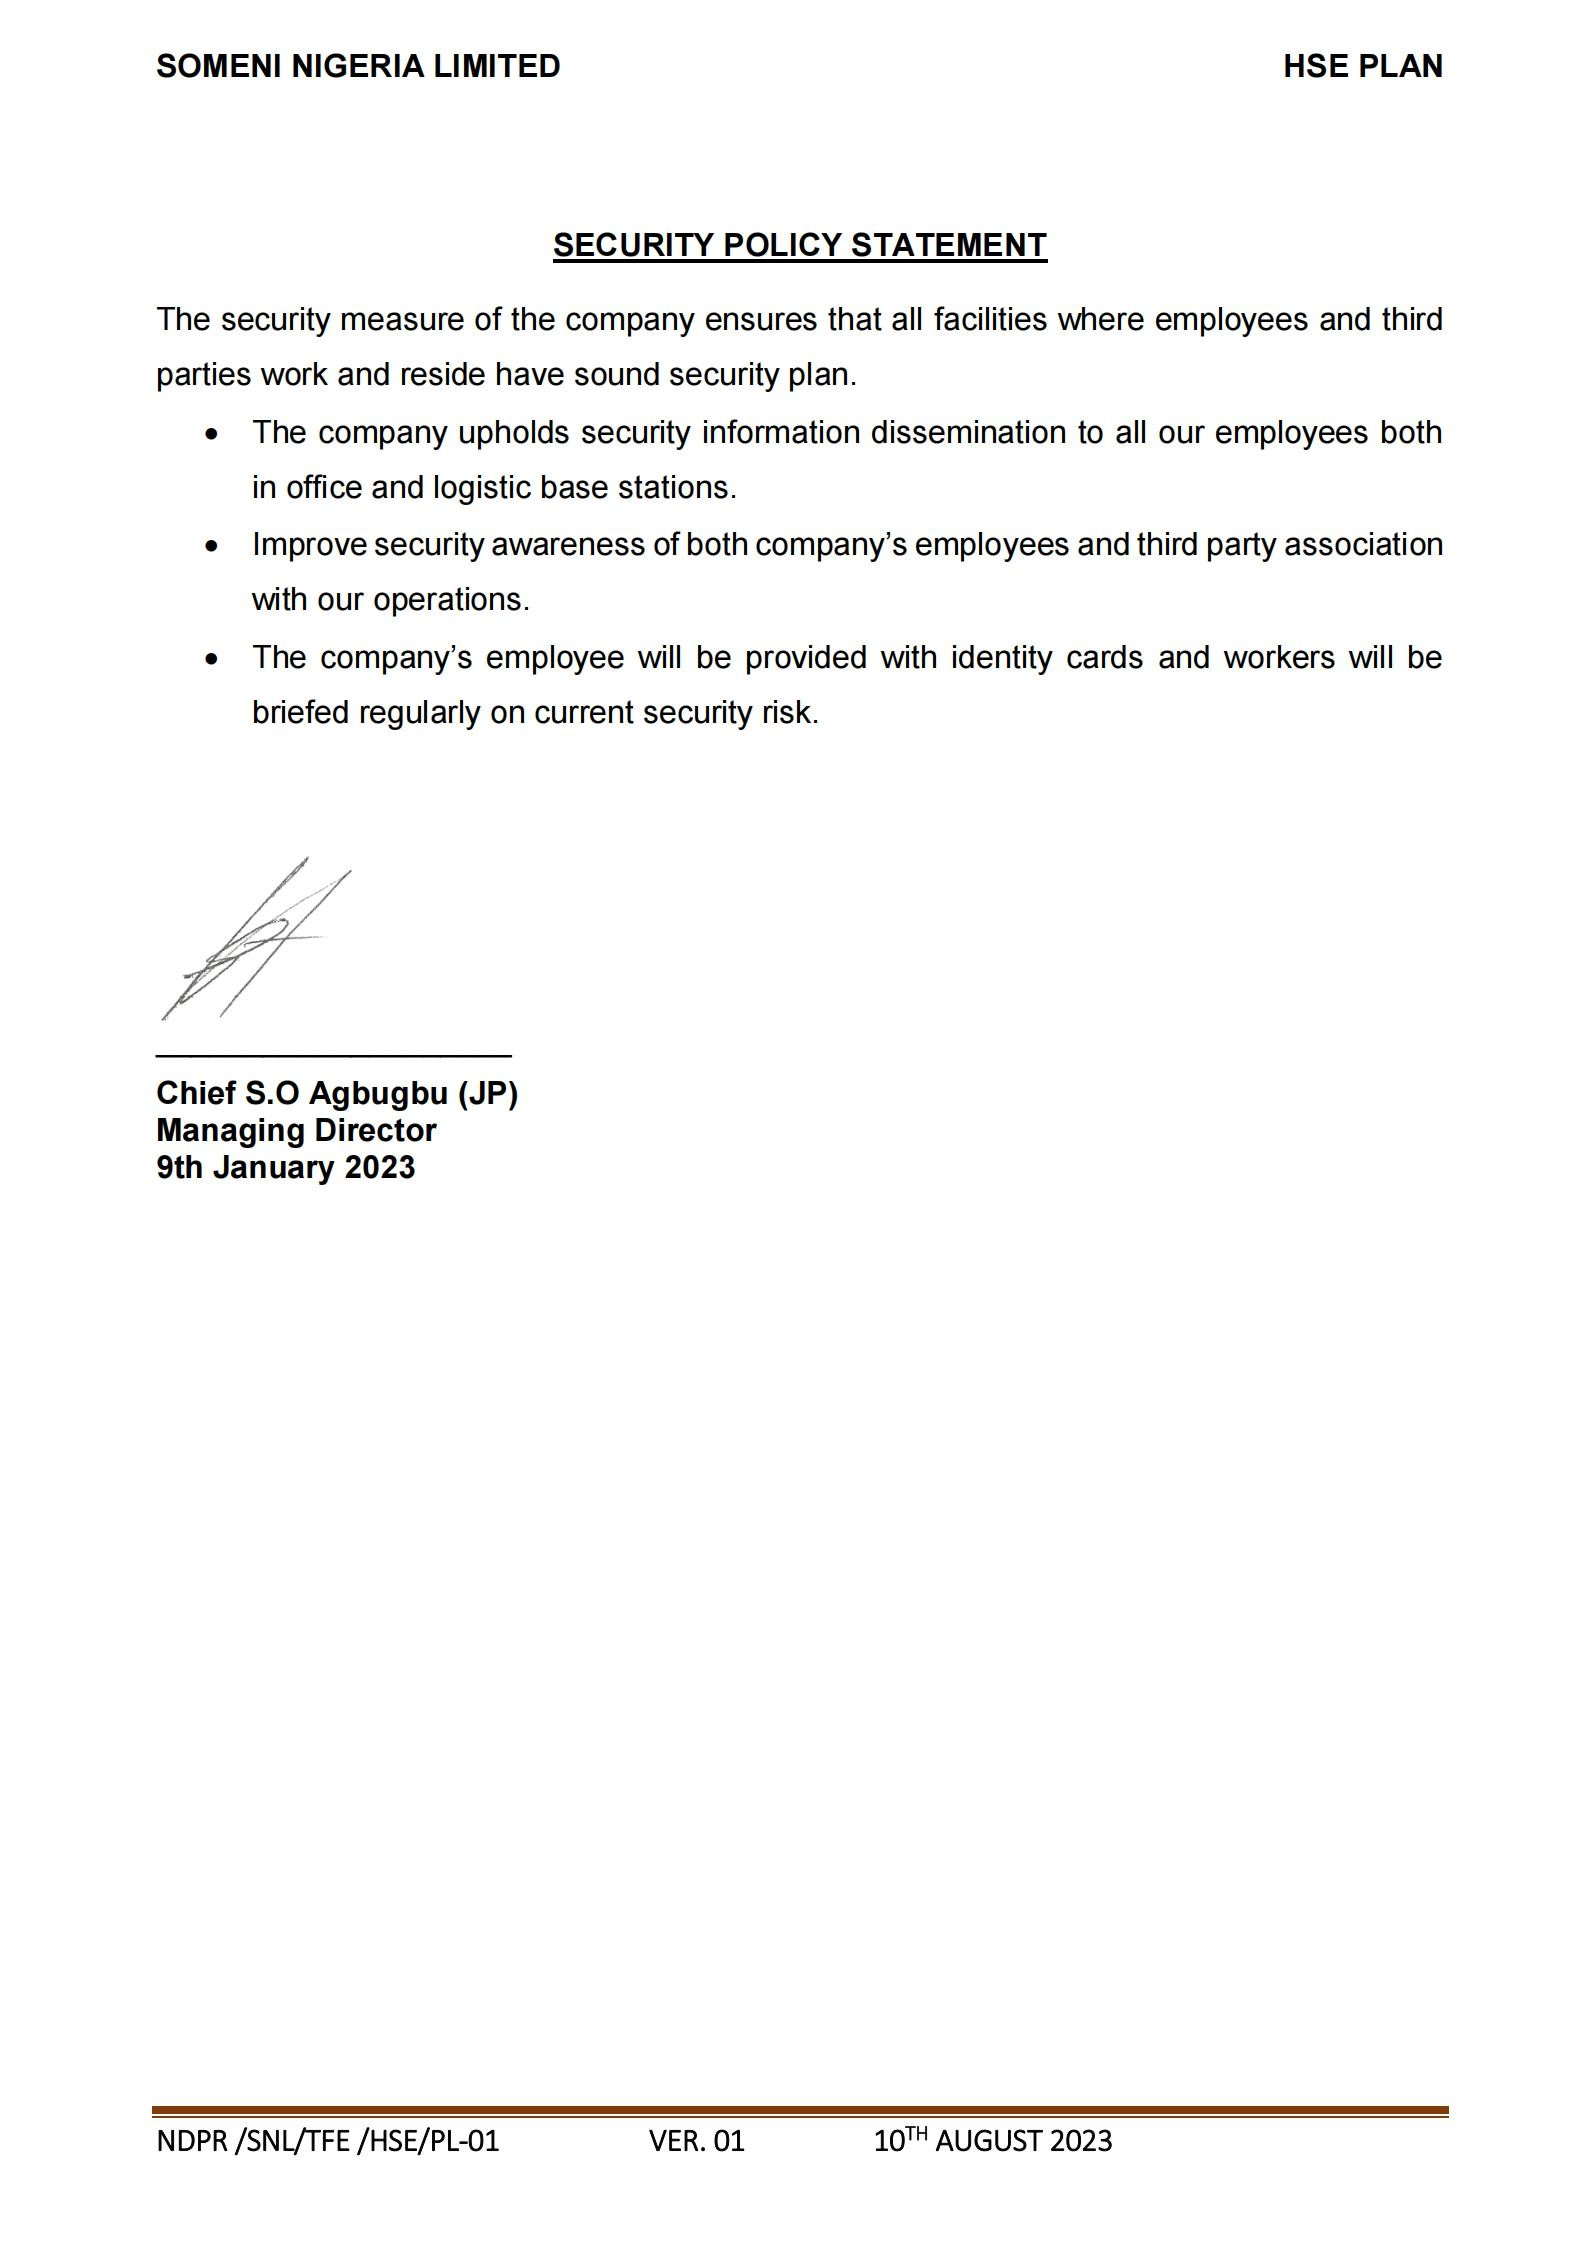 SOMENI NIGERIA LIMITED HSE PLAN
SECURITY POLICY STATEMENT
The security measure of the company ensures that all facilities where employees and third
parties work and reside have sound security plan.
• The company upholds security information dissemination to all our employees both
in office and logistic base stations.
• Improve security awareness of both company’s employees and third party association
with our operations.
• The company’s employee will be provided with identity cards and workers will be
briefed regularly on current security risk.
Chief S.O Agbugbu (JP)
Managing Director
9th January 2023
NDPR /SNL/TFE /HSE/PL-01 VER. 01 10TH AUGUST 2023